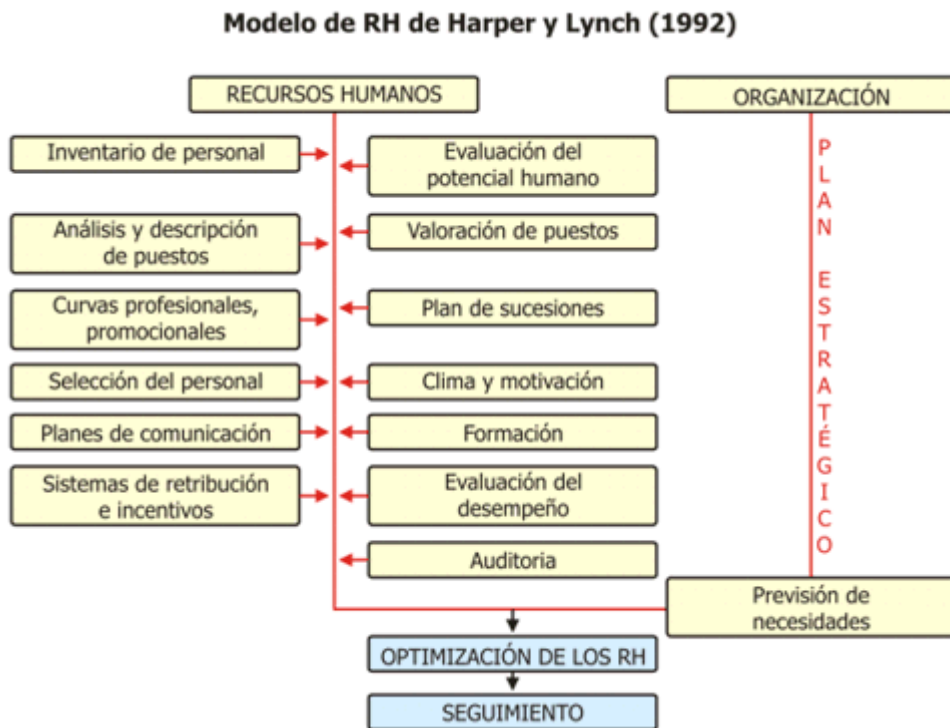 Modelo de RH de Harper y Lynch (1992)
RECURSOS HUMANOS
ORGANIZACIÓN
Inventario de personal
Evaluación del
potencial humano
Análisis y descripción
de puestos
Valoración de puestos
Curvas profesionales,
promocionales
Plan de sucesiones
Selección del personal
Clima y motivación
Planes de comunicación
Formación
Sistemas de retribución
e incentivos
Evaluación del
desempeño
Auditoria
PLAN ESTRATÉGICO
Previsión de
necesidades
OPTIMIZACIÓN DE LOS RH
SEGUIMIENTO